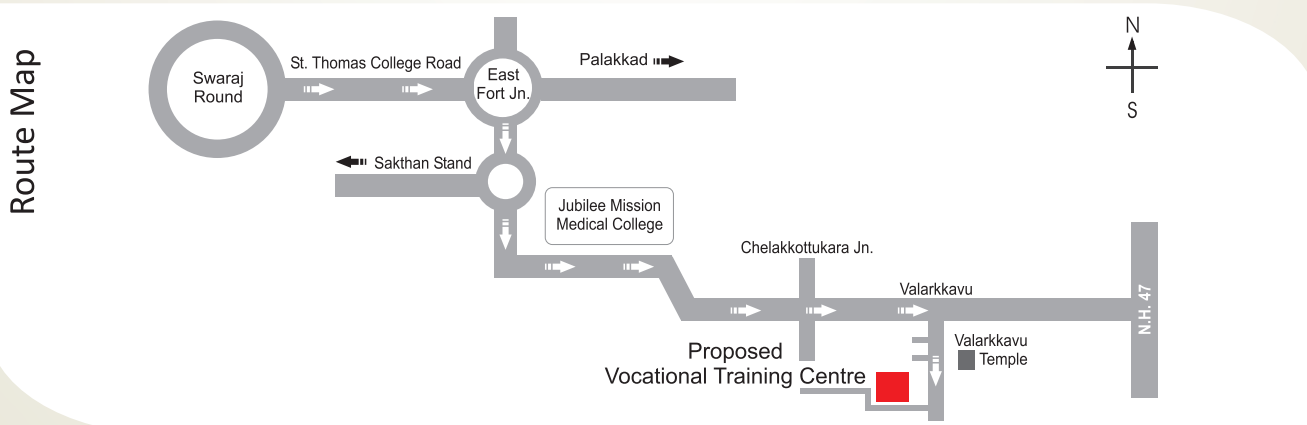 Route Map
Swaraj
Round
St. Thomas College Road
East
Fort Jn.
Palakkad
N
S
Sakthan Stand
Jubilee Mission
Medical College
Chelakkottukara Jn.
Valarkkavu
N.H. 47
Valarkkavu
Temple
Proposed
Vocational Training Centre